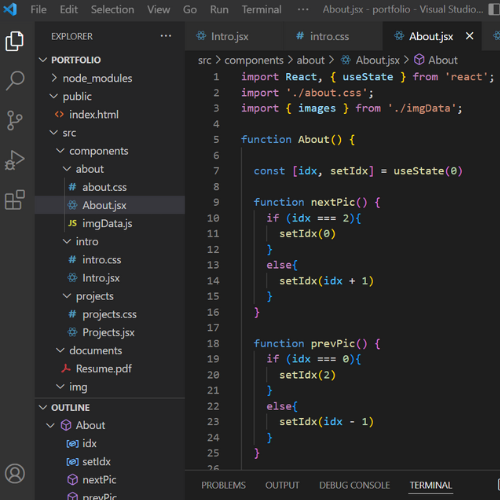 File Edit Selection View Go Run Terminal ··· About.jsx - portfolio - Visual Studio...
EXPLORER ···
PORTFOLIO
node_modules
public
index.html
src
components
about
about.css
About.jsx
JS imgData.js
intro
intro.css
Intro.jsx
projects
projects.css
Projects.jsx
documents
Resume.pdf
img
OUTLINE
About
idx
setIdx
nextPic
prevPic
Intro.jsx intro.css About.jsx
src > components > about > About.jsx > About
1 import React, { useState } from 'react';
2 import './about.css';
3 import { images } from './imgData';
4
5 function About() {
6
7 const [idx, setIdx] = useState(0)
8
9 function nextPic() {
10 if (idx === 2){
11 setIdx(0)
12 }
13 else{
14 setIdx(idx + 1)
15 }
16 }
17
18 function prevPic() {
19 if (idx === 0){
20 setIdx(2)
21 }
22 else{
23 setIdx(idx - 1)
24 }
25 }
26
PROBLEMS OUTPUT DEBUG CONSOLE TERMINAL